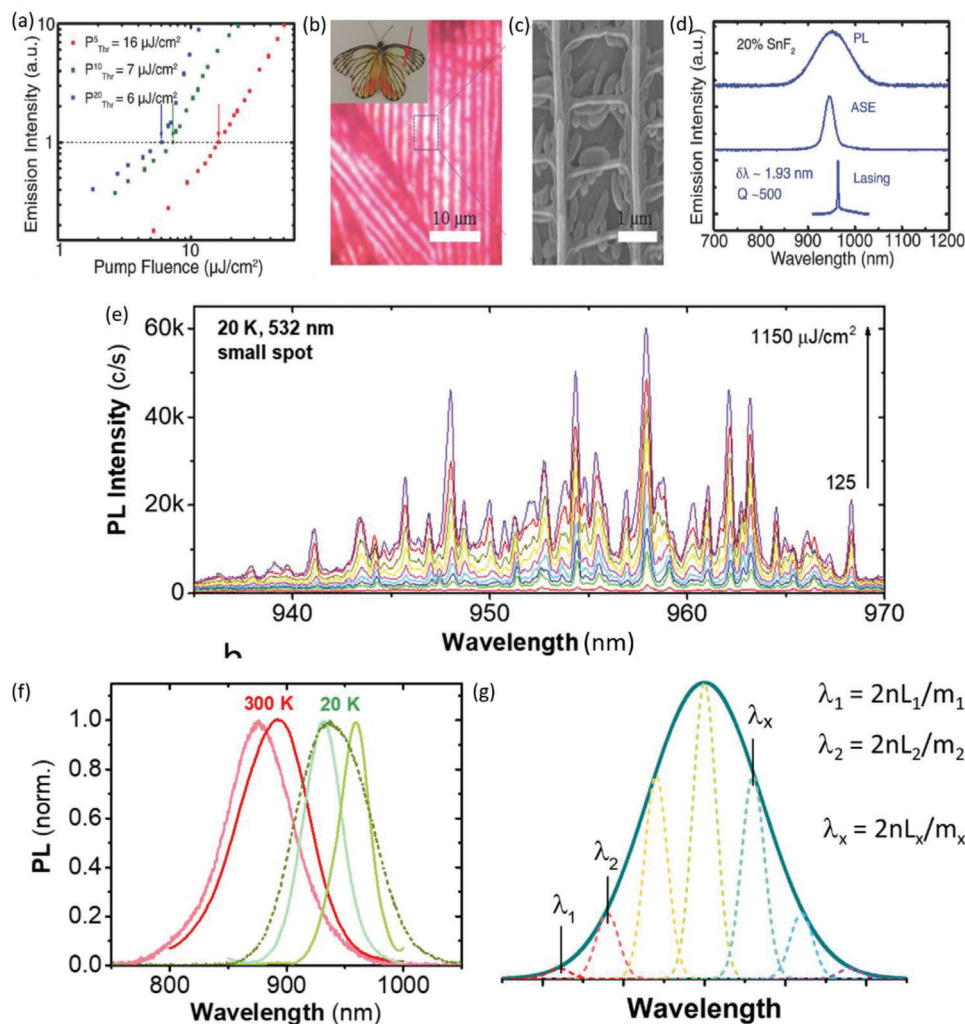 (a)
Emission Intensity (a.u.)
P⁵Thr = 16 μJ/cm²
P¹⁰Thr = 7 μJ/cm²
P²⁰Thr = 6 μJ/cm²
1
1
10
Pump Fluence (μJ/cm²)
(b)
10 μm
(c)
1 μm
(d)
Emission Intensity (a.u.)
20% SnF₂
PL
ASE
δλ ~ 1.93 nm
Q ~500
Lasing
700 800 900 1000 1100 1200
Wavelength (nm)
(e)
PL Intensity (c/s)
60k
40k
20k
0
20 K, 532 nm
small spot
1150 μJ/cm²
125
940 950 960 970
Wavelength (nm)
(f)
PL (norm.)
1.0
0.8
0.6
0.4
0.2
0.0
300 K 20 K
800 900 1000
Wavelength (nm)
(g)
λ₁
λ₂
λₓ
λ₁ = 2nL₁/m₁
λ₂ = 2nL₂/m₂
λₓ = 2nLₓ/mₓ
Wavelength